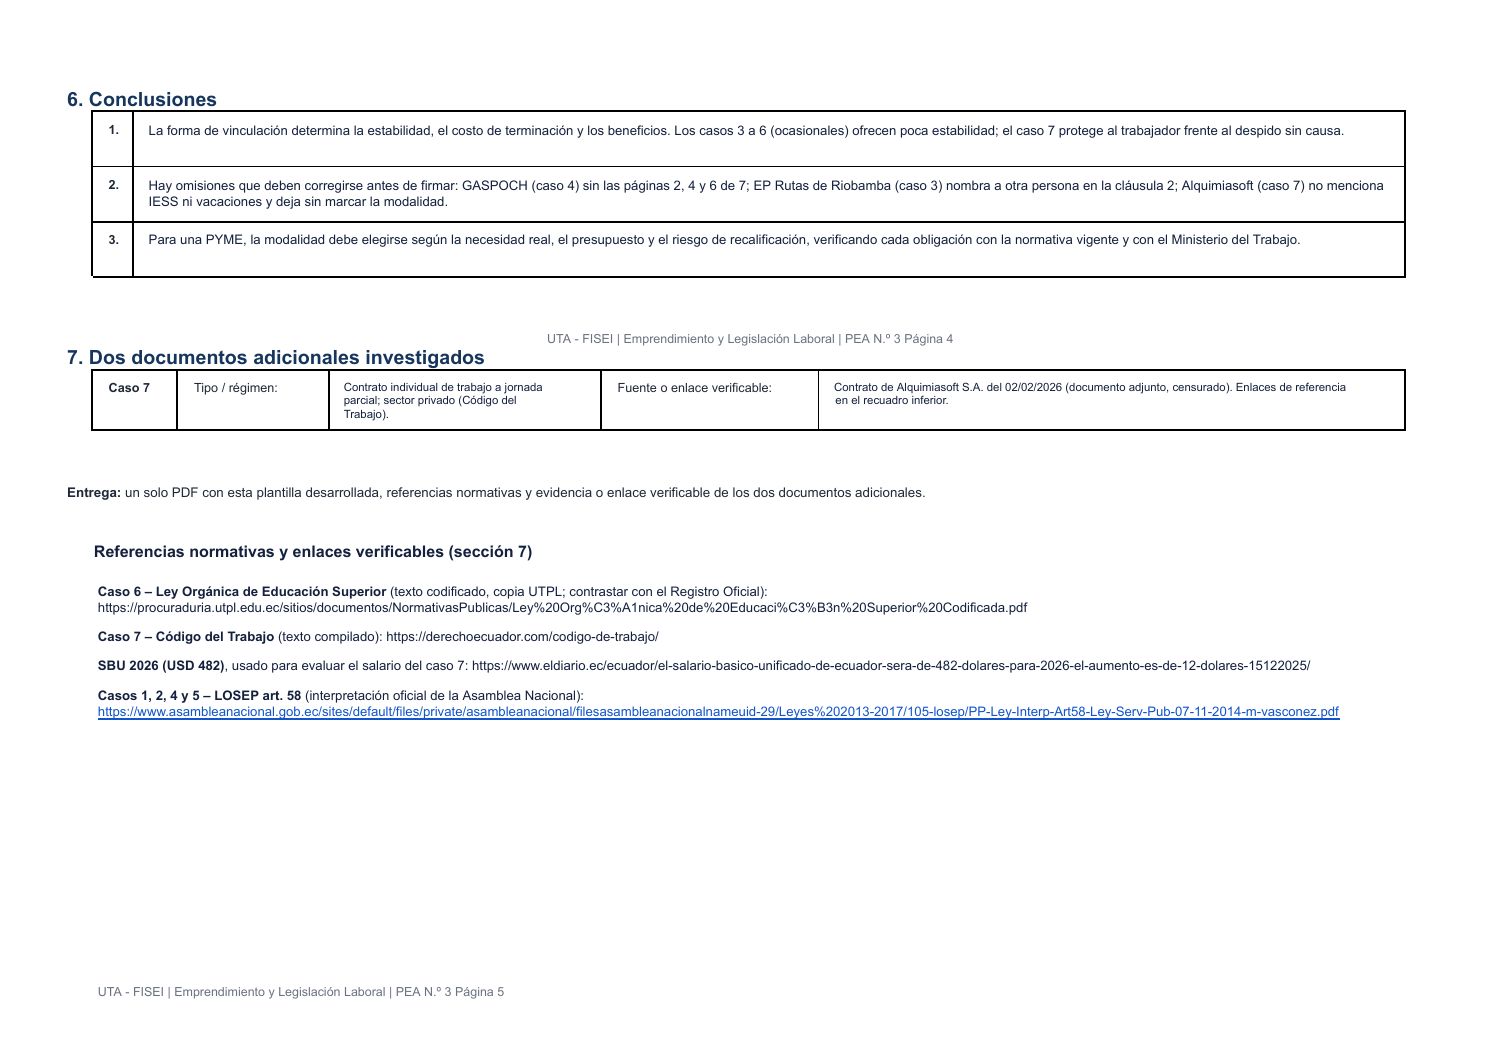 6. Conclusiones
1. La forma de vinculación determina la estabilidad, el costo de terminación y los beneficios. Los casos 3 a 6 (ocasionales) ofrecen poca estabilidad; el caso 7 protege al trabajador frente al despido sin causa.
2. Hay omisiones que deben corregirse antes de firmar: GASPOCH (caso 4) sin las páginas 2, 4 y 6 de 7; EP Rutas de Riobamba (caso 3) nombra a otra persona en la cláusula 2; Alquimiasoft (caso 7) no menciona
IESS ni vacaciones y deja sin marcar la modalidad.
3. Para una PYME, la modalidad debe elegirse según la necesidad real, el presupuesto y el riesgo de recalificación, verificando cada obligación con la normativa vigente y con el Ministerio del Trabajo.
UTA - FISEI | Emprendimiento y Legislación Laboral | PEA N.º 3 Página 4
7. Dos documentos adicionales investigados
Caso 7
Tipo / régimen:
Contrato individual de trabajo a jornada
parcial; sector privado (Código del
Trabajo).
Fuente o enlace verificable:
Contrato de Alquimiasoft S.A. del 02/02/2026 (documento adjunto, censurado). Enlaces de referencia
en el recuadro inferior.
Entrega: un solo PDF con esta plantilla desarrollada, referencias normativas y evidencia o enlace verificable de los dos documentos adicionales.
Referencias normativas y enlaces verificables (sección 7)
Caso 6 – Ley Orgánica de Educación Superior (texto codificado, copia UTPL; contrastar con el Registro Oficial):
https://procuraduria.utpl.edu.ec/sitios/documentos/NormativasPublicas/Ley%20Org%C3%A1nica%20de%20Educaci%C3%B3n%20Superior%20Codificada.pdf
Caso 7 – Código del Trabajo (texto compilado): https://derechoecuador.com/codigo-de-trabajo/
SBU 2026 (USD 482), usado para evaluar el salario del caso 7: https://www.eldiario.ec/ecuador/el-salario-basico-unificado-de-ecuador-sera-de-482-dolares-para-2026-el-aumento-es-de-12-dolares-15122025/
Casos 1, 2, 4 y 5 – LOSEP art. 58 (interpretación oficial de la Asamblea Nacional):
https://www.asambleanacional.gob.ec/sites/default/files/private/asambleanacional/filesasambleanacionalnameuid-29/Leyes%202013-2017/105-losep/PP-Ley-Interp-Art58-Ley-Serv-Pub-07-11-2014-m-vasconez.pdf
UTA - FISEI | Emprendimiento y Legislación Laboral | PEA N.º 3 Página 5